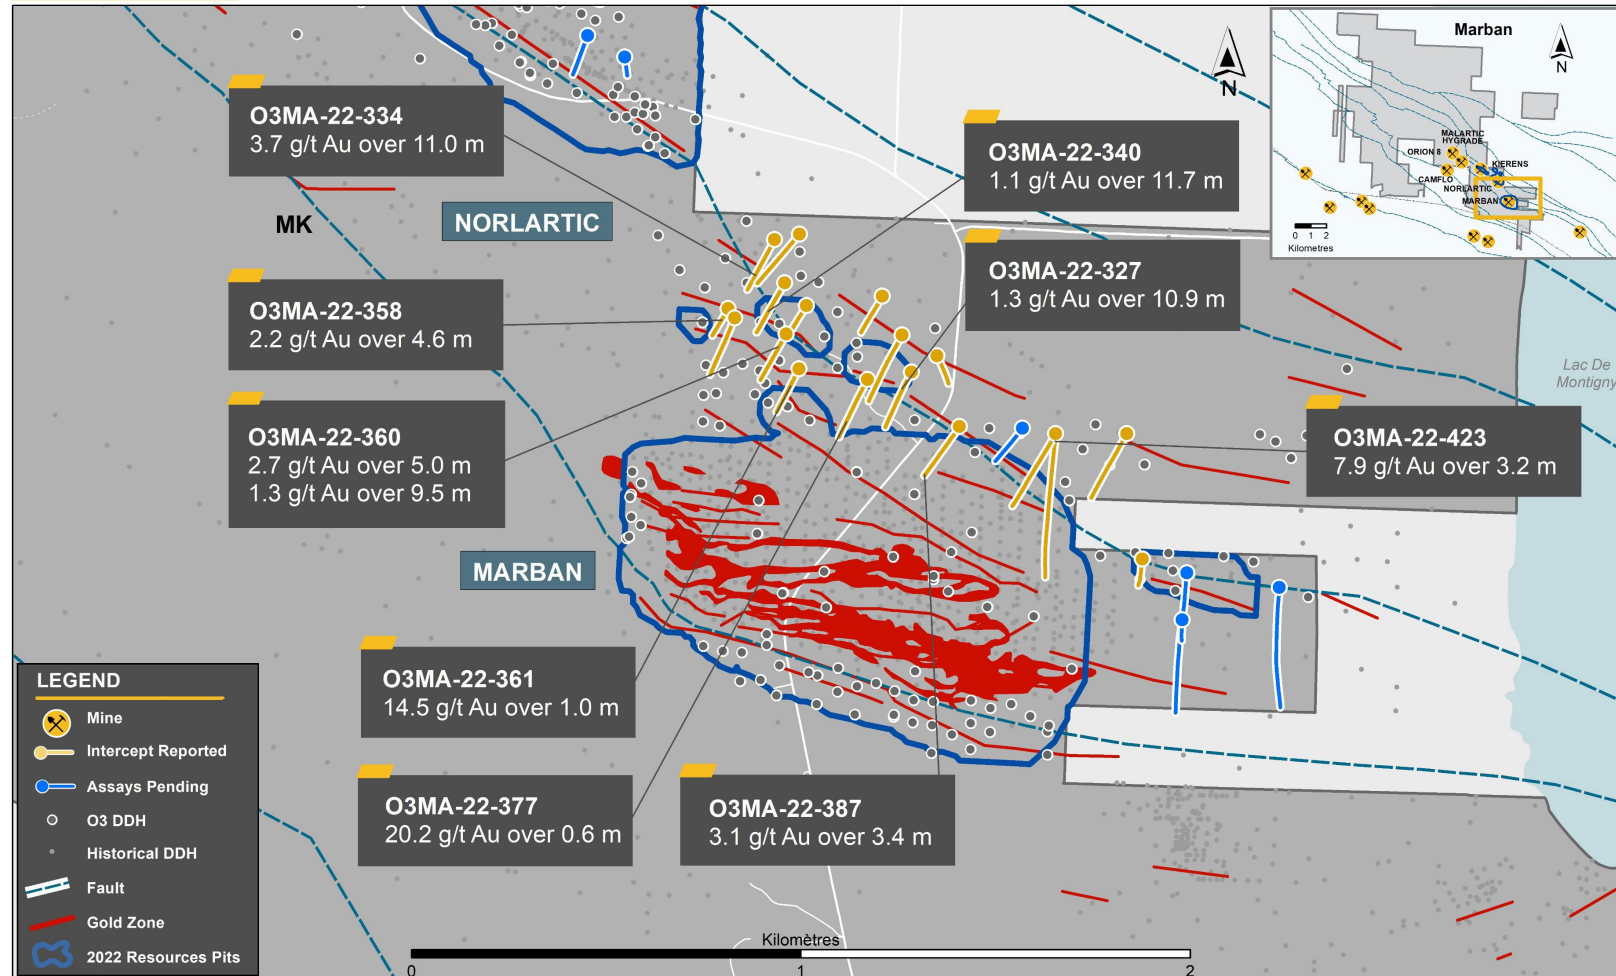 Marban
N
N
MALARTIC
HYGRADE
ORION 8
KIERENS
CAMFLO
NORLARTIC
MARBAN
0 1 2
Kilometres
O3MA-22-334
3.7 g/t Au over 11.0 m
O3MA-22-340
1.1 g/t Au over 11.7 m
NORLARTIC
MK
O3MA-22-327
1.3 g/t Au over 10.9 m
O3MA-22-358
2.2 g/t Au over 4.6 m
Lac De
Montigny
O3MA-22-360
2.7 g/t Au over 5.0 m
1.3 g/t Au over 9.5 m
O3MA-22-423
7.9 g/t Au over 3.2 m
MARBAN
O3MA-22-361
14.5 g/t Au over 1.0 m
O3MA-22-377
20.2 g/t Au over 0.6 m
O3MA-22-387
3.1 g/t Au over 3.4 m
LEGEND
Mine
Intercept Reported
Assays Pending
O3 DDH
Historical DDH
Fault
Gold Zone
2022 Resources Pits
Kilomètres
0 1 2